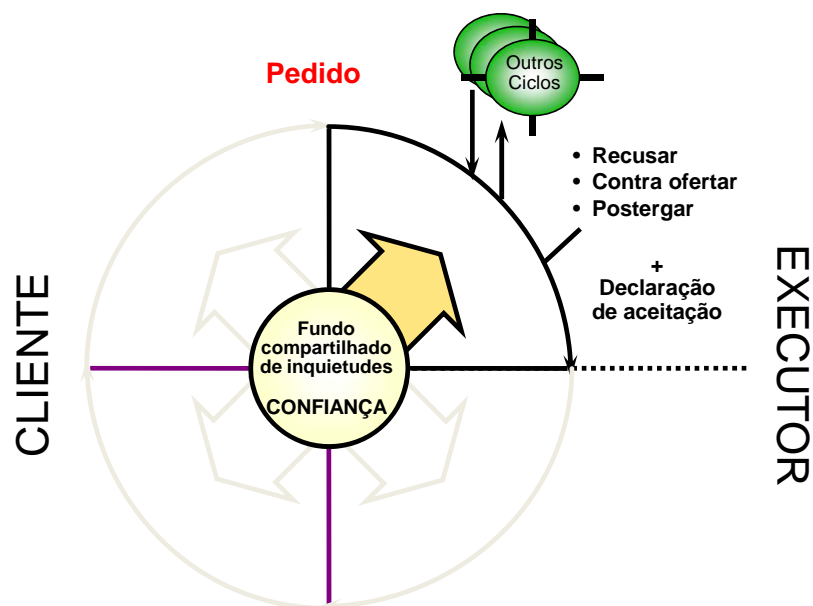 Pedido
Outros
Ciclos
• Recusar
• Contra ofertar
• Postergar
+
Declaração
de aceitação
CLIENTE
EXECUTOR
Fundo
compartilhado
de inquietudes
CONFIANÇA